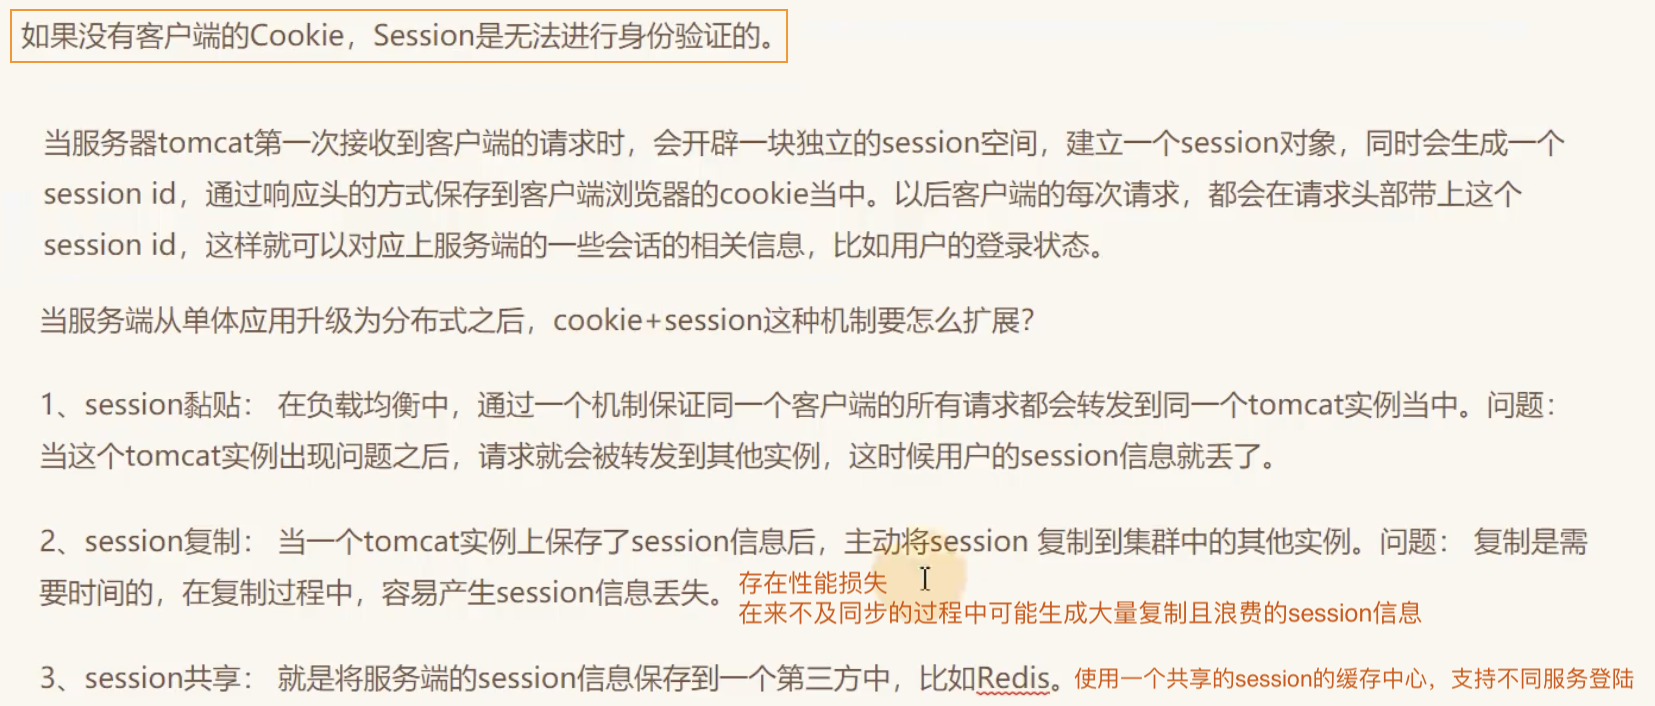 如果没有客户端的Cookie，Session是无法进行身份验证的。
当服务器tomcat第一次接收到客户端的请求时，会开辟一块独立的session空间，建立一个session对象，同时会生成一个
session id，通过响应头的方式保存到客户端浏览器的cookie当中。以后客户端的每次请求，都会在请求头部带上这个
session id，这样就可以对应上服务端的一些会话的相关信息，比如用户的登录状态。
当服务端从单体应用升级为分布式之后，cookie+session这种机制要怎么扩展？
1、session黏贴： 在负载均衡中，通过一个机制保证同一个客户端的所有请求都会转发到同一个tomcat实例当中。问题：
当这个tomcat实例出现问题之后，请求就会被转发到其他实例，这时候用户的session信息就丢了。
2、session复制： 当一个tomcat实例上保存了session信息后，主动将session 复制到集群中的其他实例。问题： 复制是需
要时间的，在复制过程中，容易产生session信息丢失。 存在性能损失
在来不及同步的过程中可能生成大量复制且浪费的session信息
3、session共享： 就是将服务端的session信息保存到一个第三方中，比如Redis。 使用一个共享的session的缓存中心，支持不同服务登陆